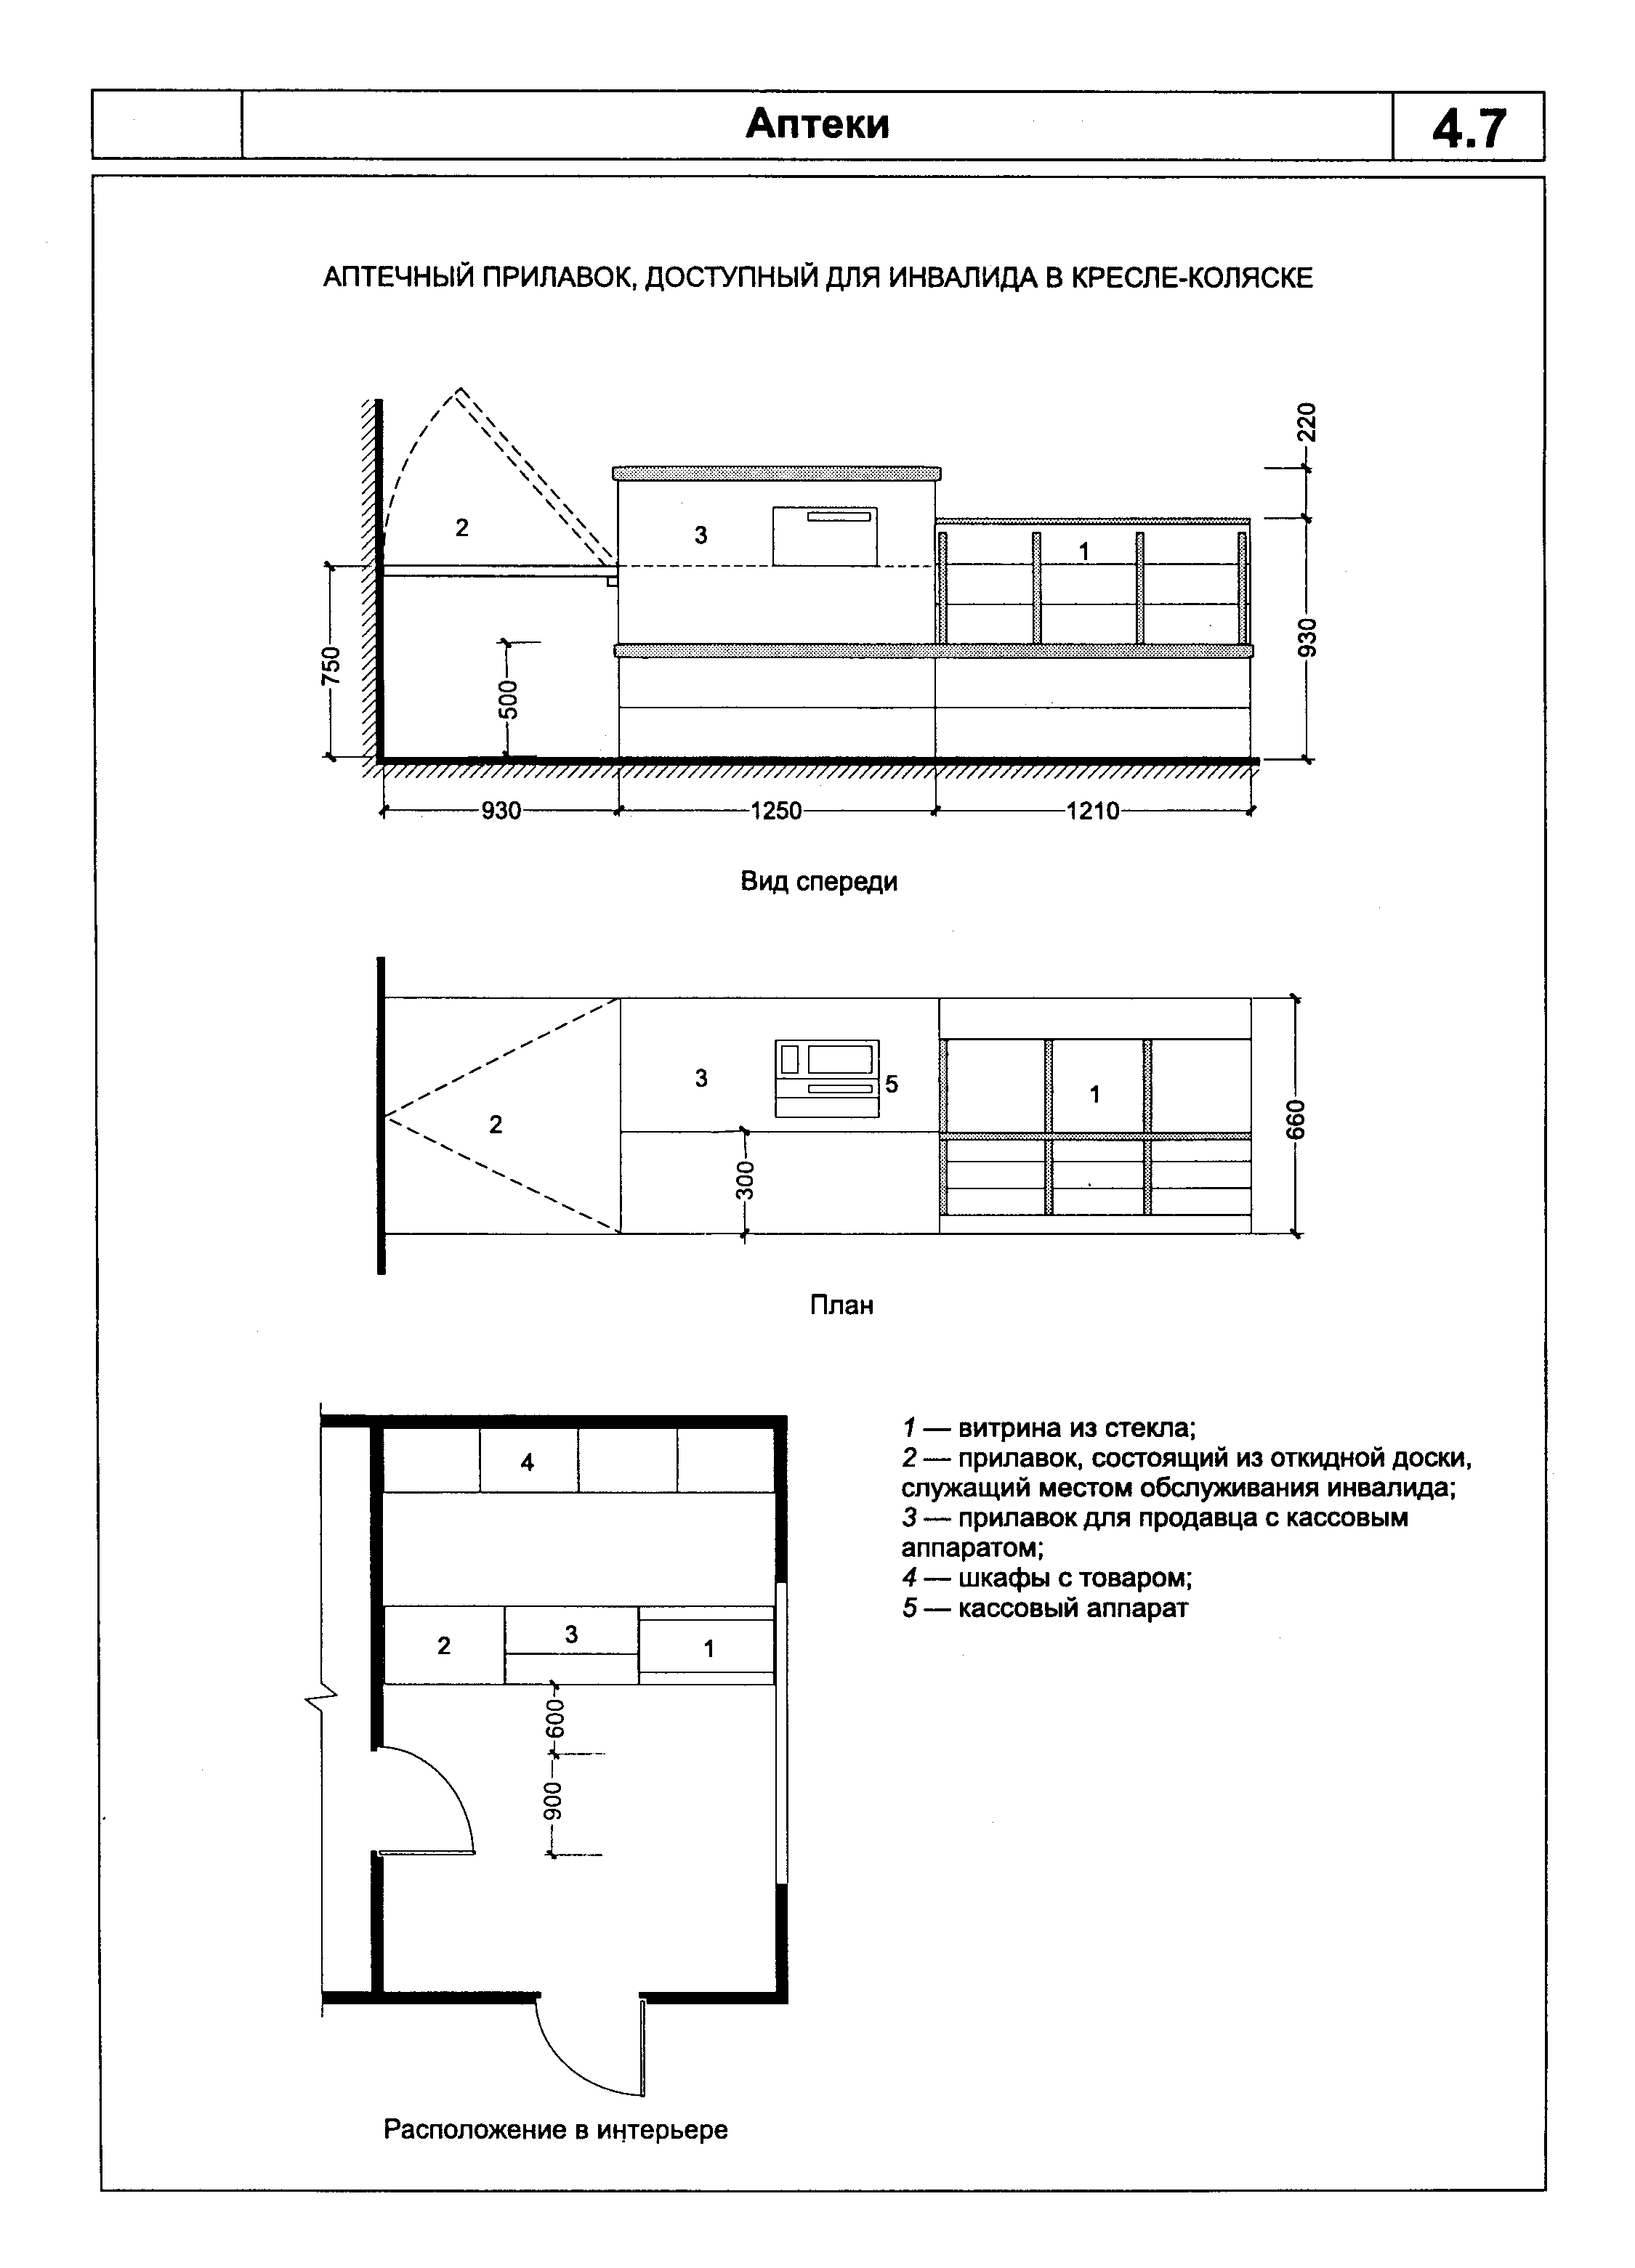 Аптеки
4.7
АПТЕЧНЫЙ ПРИЛАВОК, ДОСТУПНЫЙ ДЛЯ ИНВАЛИДА В КРЕСЛЕ-КОЛЯСКЕ
220
2
3
1
750
500
930
930
1250
1210
Вид спереди
3
5
1
2
660
300
План
4
2
3
1
600
900
Расположение в интерьере
1 — витрина из стекла;
2 — прилавок, состоящий из откидной доски,
служащий местом обслуживания инвалида;
3 — прилавок для продавца с кассовым
аппаратом;
4 — шкафы с товаром;
5 — кассовый аппарат